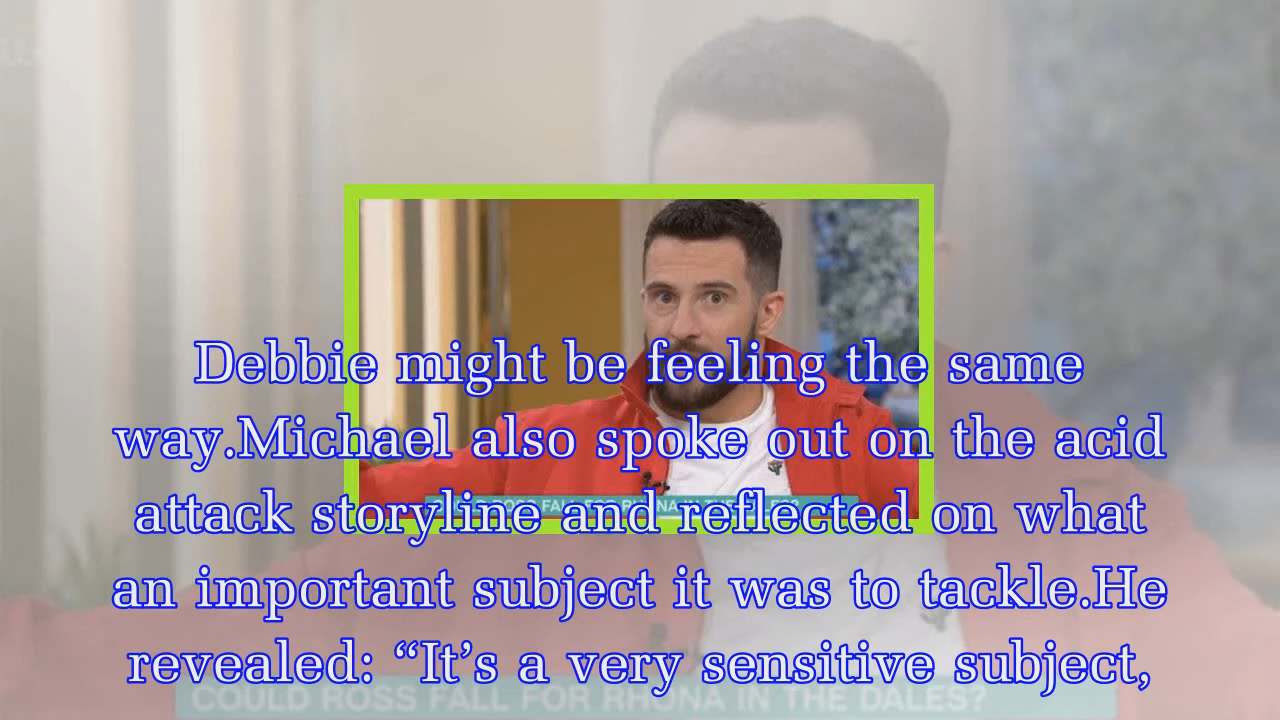 Debbie might be feeling the same
way.Michael also spoke out on the acid
attack storyline and reflected on what
an important subject it was to tackle.He
revealed: “It’s a very sensitive subject,
COULD ROSS FALL FOR RHONA IN THE DALES?